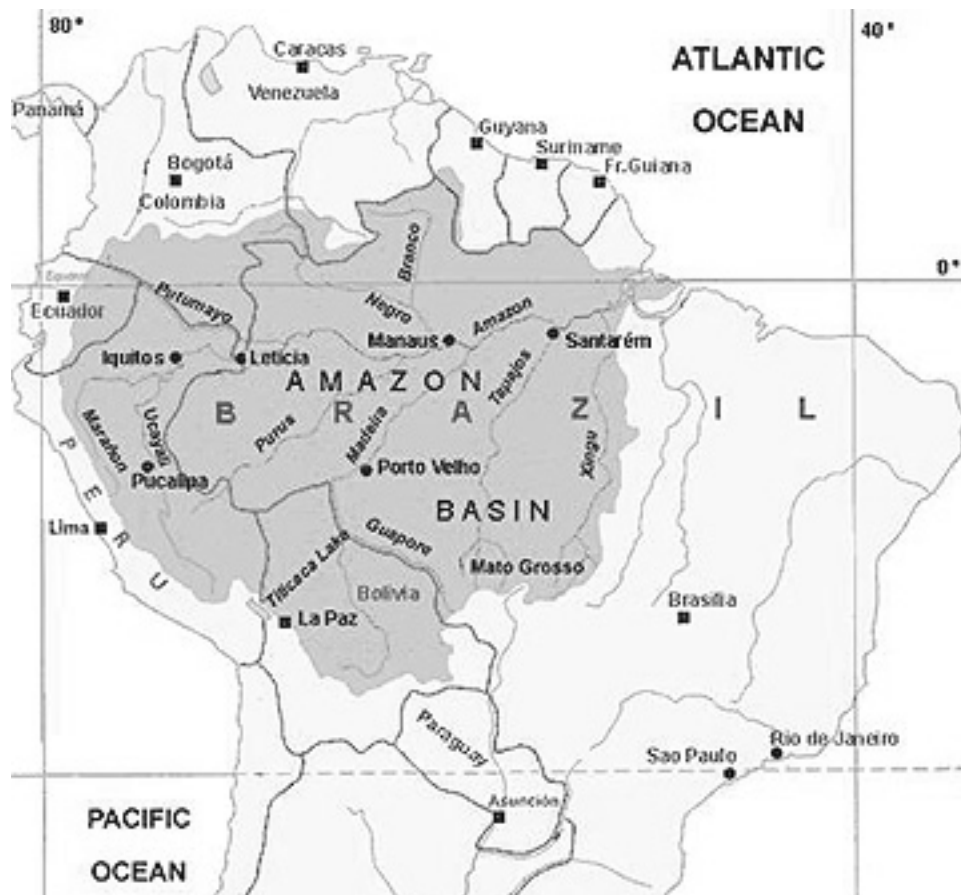 80°
40°
Caracas
ATLANTIC
Venezuela
Panamá
OCEAN
Guyana
Suriname
Bogotá
Fr.Guiana
Colombia
Branco
0°
Ecuador
Putumayo
Negro
Amazon
Manaus
Santarém
Iquitos
Leticia
AMAZON
Tapajos
BRAZIL
Marañon
Ucayali
Purus
Madeira
Xingu
Pucallpa
Porto Velho
PERU
BASIN
Lima
Guapore
Titicaca Lake
Mato Grosso
Bolivia
Brasilia
La Paz
Paraguay
Rio de Janeiro
Sao Paulo
Asunción
PACIFIC
OCEAN